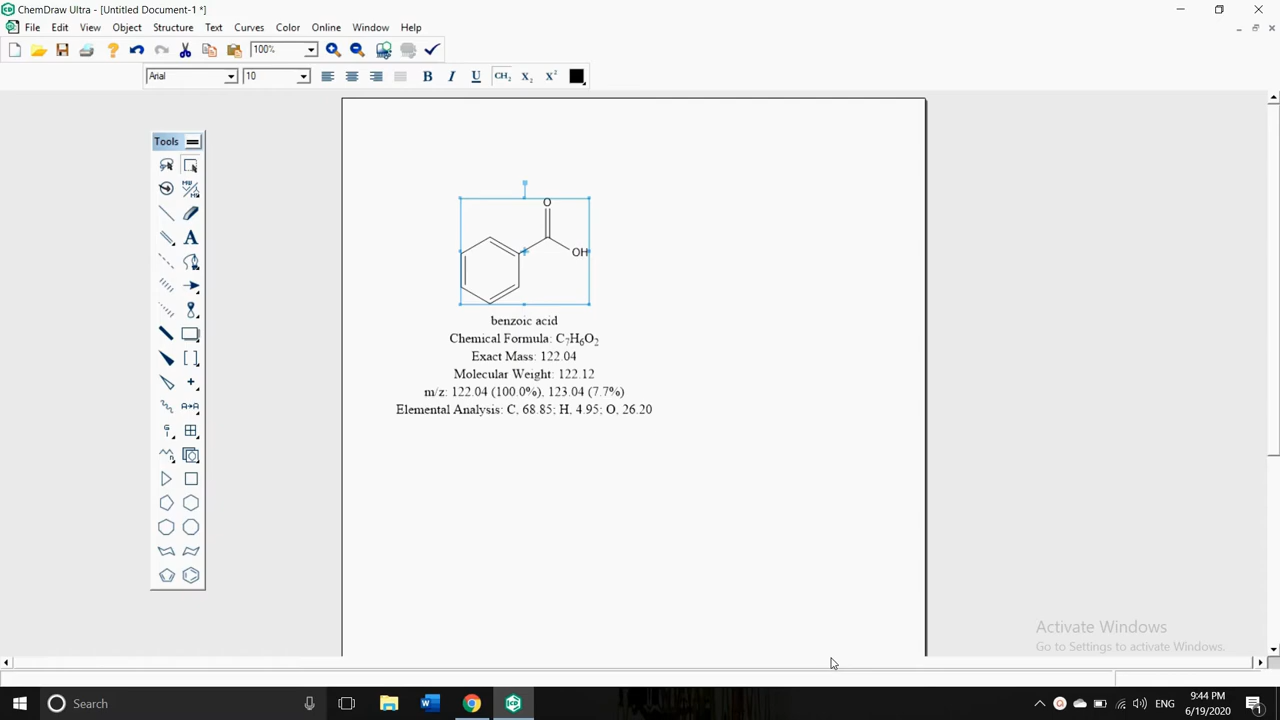 ChemDraw Ultra - [Untitled Document-1 *]
File Edit View Object Structure Text Curves Color Online Window Help
100%
Arial 10 B I U CH₂ X₂ X²
Tools
O
OH
benzoic acid
Chemical Formula: C₇H₆O₂
Exact Mass: 122.04
Molecular Weight: 122.12
m/z: 122.04 (100.0%), 123.04 (7.7%)
Elemental Analysis: C, 68.85; H, 4.95; O, 26.20
A
A→A
Activate Windows
Go to Settings to activate Windows.
Search
ENG
9:44 PM
6/19/2020